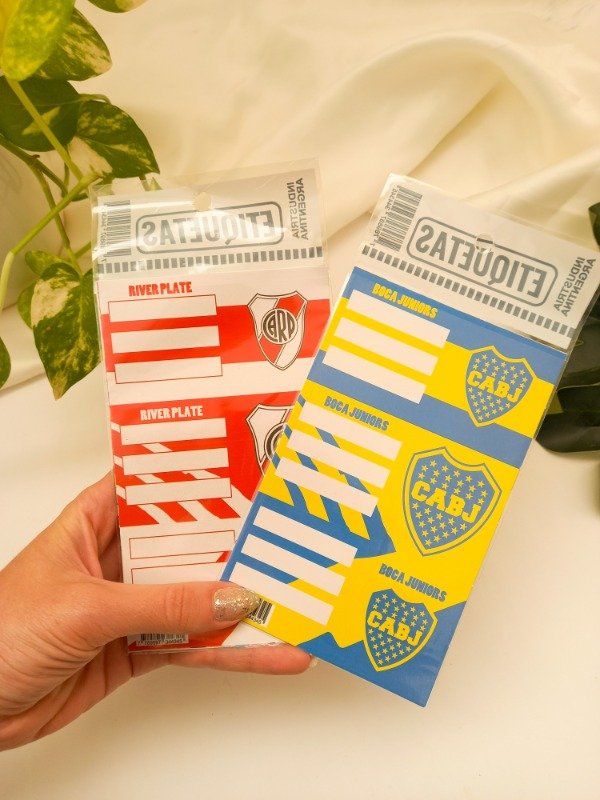 ETIQUETAS
INDUSTRIA
ARGENTINA
RIVER PLATE
CARP
RIVER PLATE
ETIQUETAS
INDUSTRIA
ARGENTINA
BOCA JUNIORS
CABJ
BOCA JUNIORS
CABJ
BOCA JUNIORS
CABJ